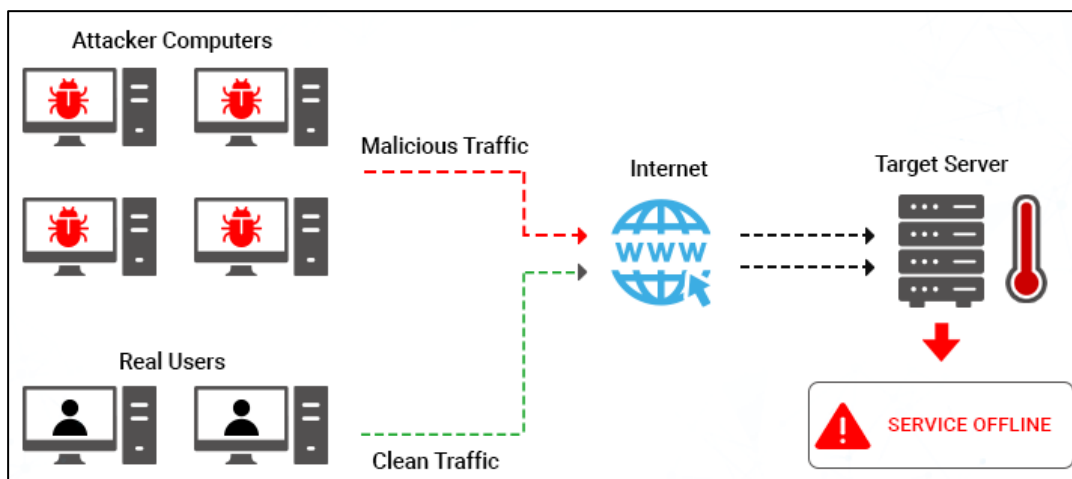 Attacker Computers
Malicious Traffic
Internet
Target Server
WWW
Real Users
Clean Traffic
SERVICE OFFLINE